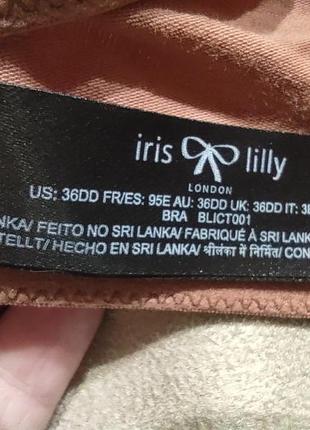 iris lilly
LONDON
US: 36DD FR/ES: 95E AU: 36DD UK: 36DD IT:
BRA BLICT001
FEITO NO SRI LANKA/ FABRIQUÉ À SRI
HECHO EN SRI LANKA/ श्रीलंका में निर्मित/